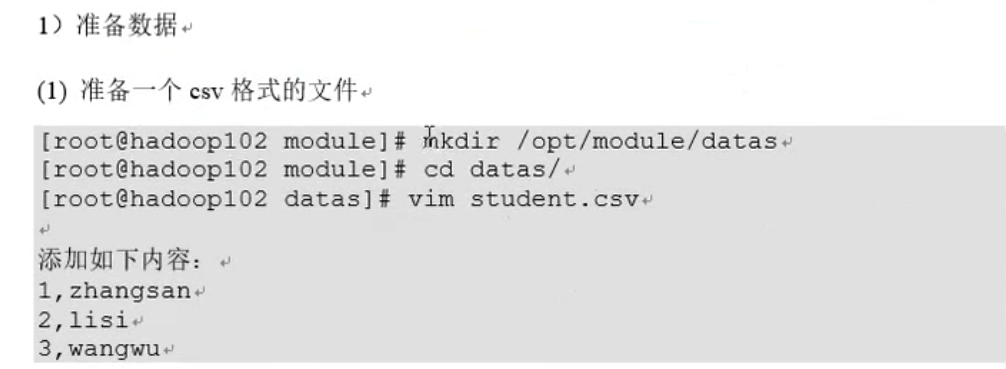 1）准备数据
(1) 准备一个 csv 格式的文件
[root@hadoop102 module]# mkdir /opt/module/datas
[root@hadoop102 module]# cd datas/
[root@hadoop102 datas]# vim student.csv
添加如下内容：
1,zhangsan
2,lisi
3,wangwu